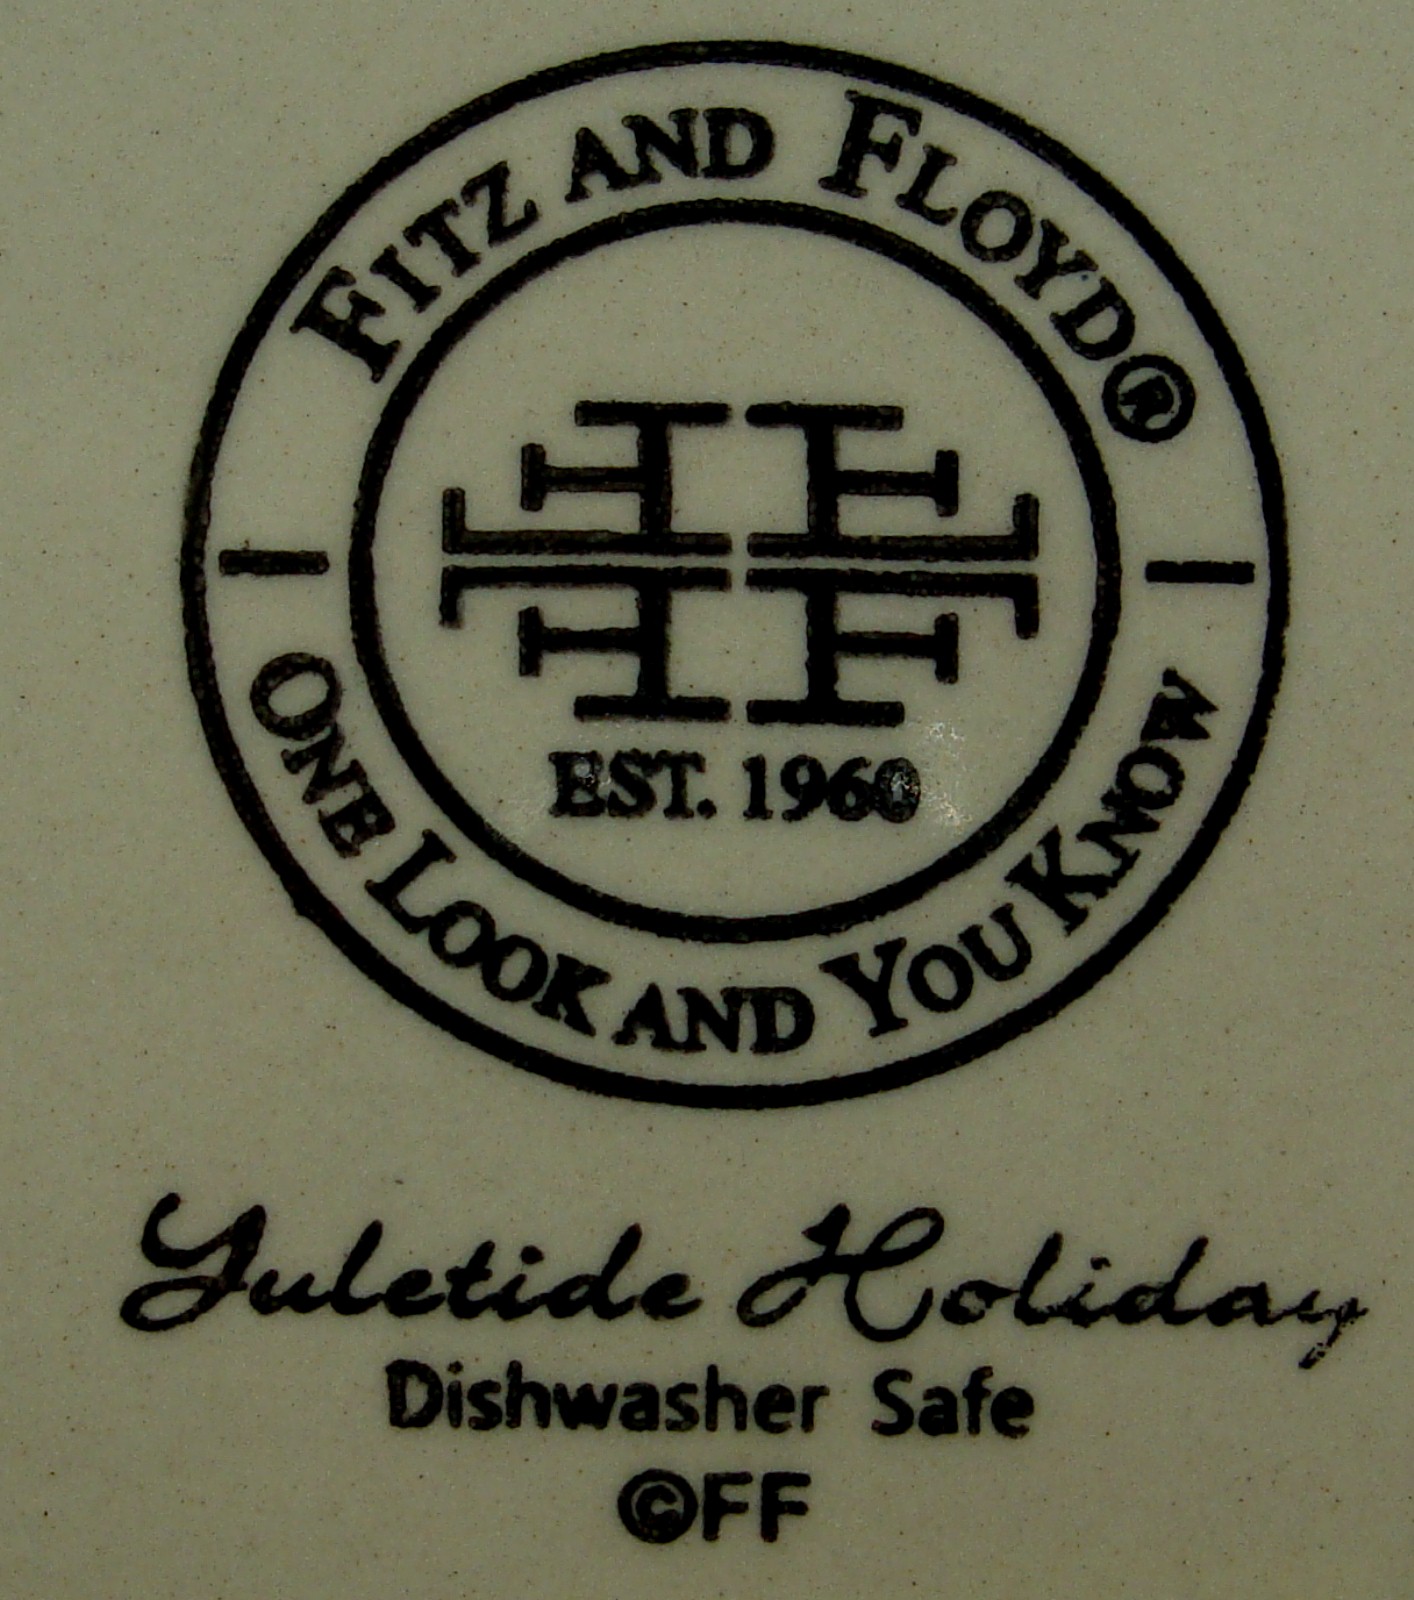 FITZ AND FLOYD®
EST. 1960
ONE LOOK AND YOU KNOW
Yuletide Holiday
Dishwasher Safe
©FF